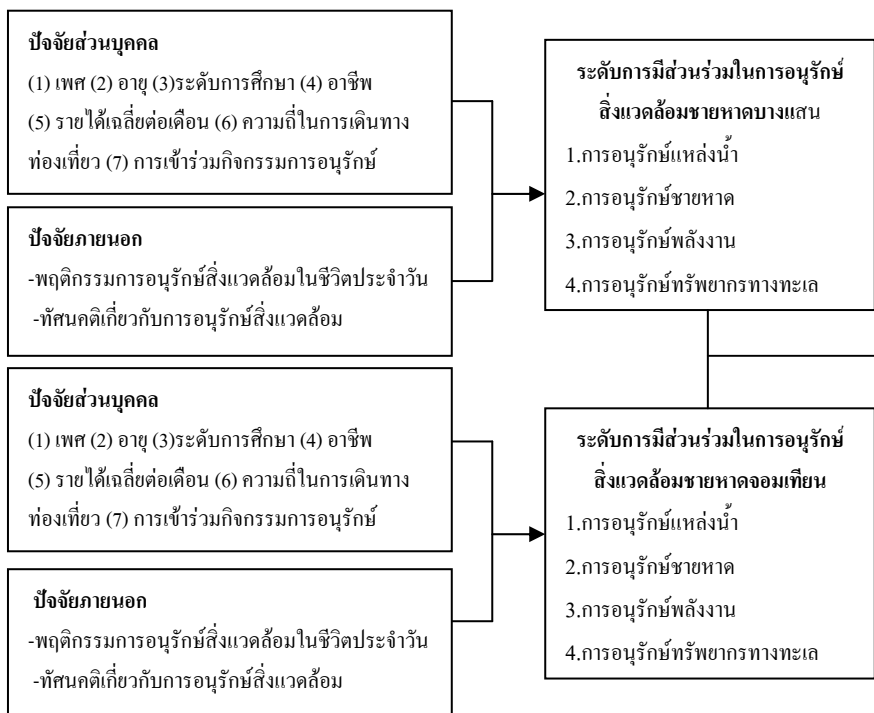 ปัจจัยส่วนบุคคล
(1) เพศ (2) อายุ (3)ระดับการศึกษา (4) อาชีพ
(5) รายได้เฉลี่ยต่อเดือน (6) ความถี่ในการเดินทาง
ท่องเที่ยว (7) การเข้าร่วมกิจกรรมการอนุรักษ์
ปัจจัยภายนอก
-พฤติกรรมการอนุรักษ์สิ่งแวดล้อมในชีวิตประจำวัน
-ทัศนคติเกี่ยวกับการอนุรักษ์สิ่งแวดล้อม
ระดับการมีส่วนร่วมในการอนุรักษ์
สิ่งแวดล้อมชายหาดบางแสน
1.การอนุรักษ์แหล่งน้ำ
2.การอนุรักษ์ชายหาด
3.การอนุรักษ์พลังงาน
4.การอนุรักษ์ทรัพยากรทางทะเล
ปัจจัยส่วนบุคคล
(1) เพศ (2) อายุ (3)ระดับการศึกษา (4) อาชีพ
(5) รายได้เฉลี่ยต่อเดือน (6) ความถี่ในการเดินทาง
ท่องเที่ยว (7) การเข้าร่วมกิจกรรมการอนุรักษ์
ปัจจัยภายนอก
-พฤติกรรมการอนุรักษ์สิ่งแวดล้อมในชีวิตประจำวัน
-ทัศนคติเกี่ยวกับการอนุรักษ์สิ่งแวดล้อม
ระดับการมีส่วนร่วมในการอนุรักษ์
สิ่งแวดล้อมชายหาดจอมเทียน
1.การอนุรักษ์แหล่งน้ำ
2.การอนุรักษ์ชายหาด
3.การอนุรักษ์พลังงาน
4.การอนุรักษ์ทรัพยากรทางทะเล